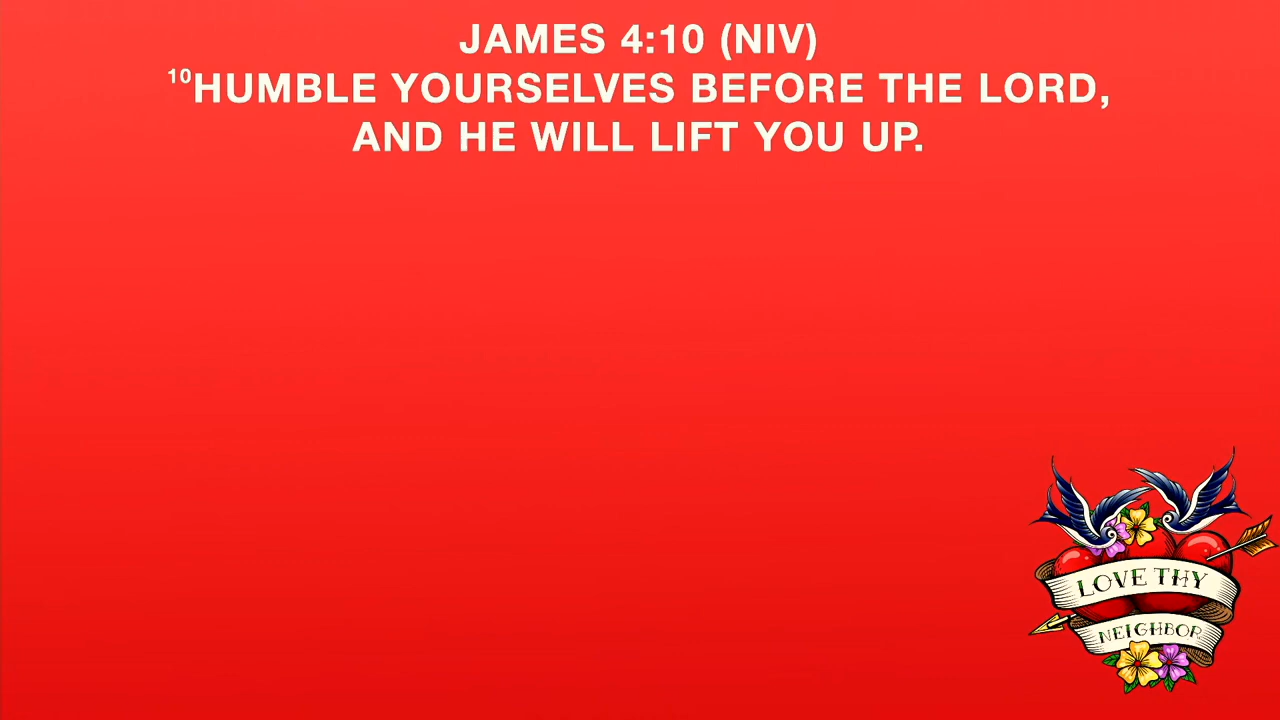 JAMES 4:10 (NIV)
¹⁰HUMBLE YOURSELVES BEFORE THE LORD,
AND HE WILL LIFT YOU UP.
LOVE THY
NEIGHBOR